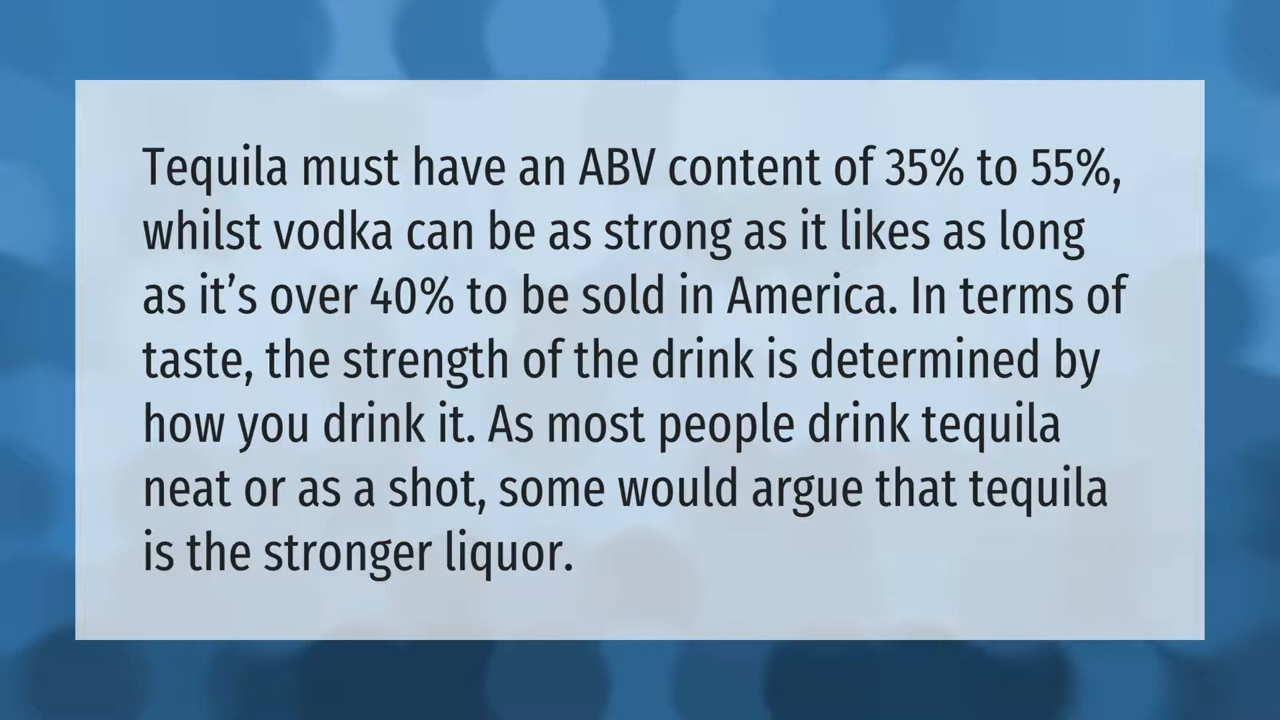 Tequila must have an ABV content of 35% to 55%,
whilst vodka can be as strong as it likes as long
as it’s over 40% to be sold in America. In terms of
taste, the strength of the drink is determined by
how you drink it. As most people drink tequila
neat or as a shot, some would argue that tequila
is the stronger liquor.